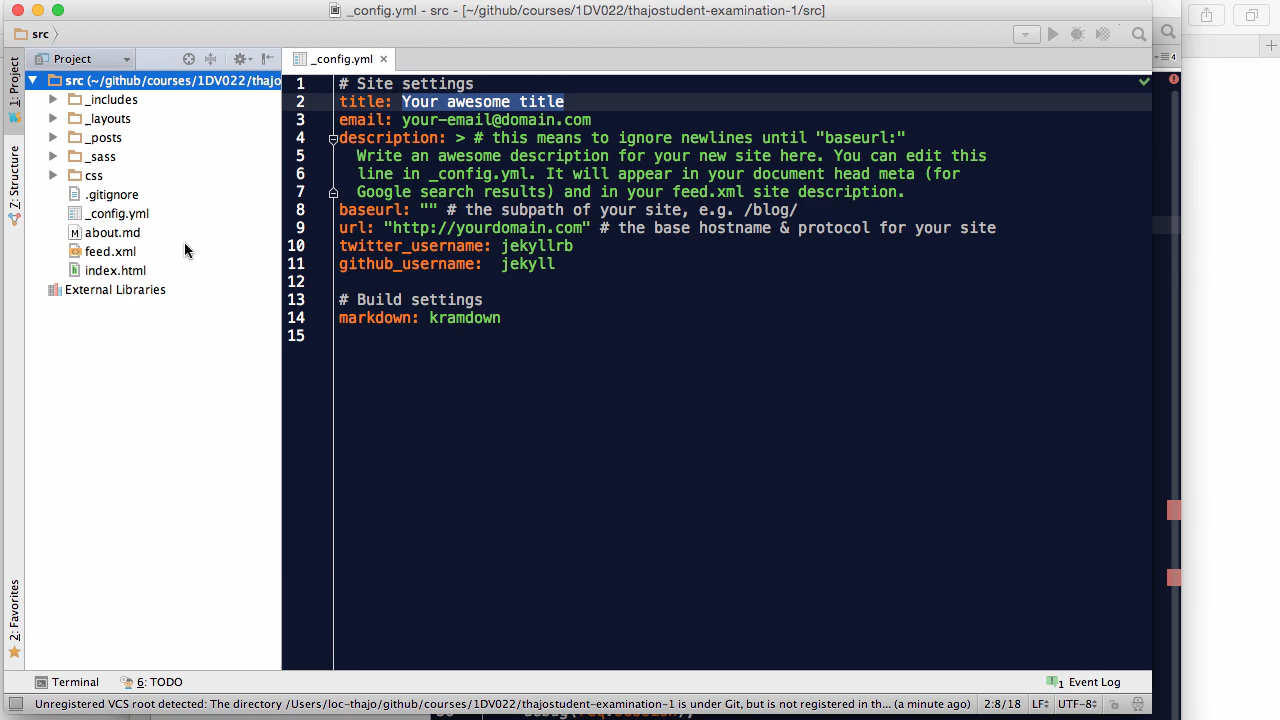 _config.yml - src - [~/github/courses/1DV022/thajostudent-examination-1/src]
src
Project
_config.yml
4
1: Project
Z: Structure
2: Favorites
src (~/github/courses/1DV022/thajo
_includes
_layouts
_posts
_sass
css
.gitignore
_config.yml
about.md
feed.xml
index.html
External Libraries
1 # Site settings
2 title: Your awesome title
3 email: your-email@domain.com
4 description: > # this means to ignore newlines until "baseurl:"
5 Write an awesome description for your new site here. You can edit this
6 line in _config.yml. It will appear in your document head meta (for
7 Google search results) and in your feed.xml site description.
8 baseurl: "" # the subpath of your site, e.g. /blog/
9 url: "http://yourdomain.com" # the base hostname & protocol for your site
10 twitter_username: jekyllrb
11 github_username:  jekyll
12
13 # Build settings
14 markdown: kramdown
15
Terminal
6: TODO
1 Event Log
Unregistered VCS root detected: The directory /Users/loc-thajo/github/courses/1DV022/thajostudent-examination-1 is under Git, but is not registered in th... (a minute ago)
2:8/18
LF
UTF-8